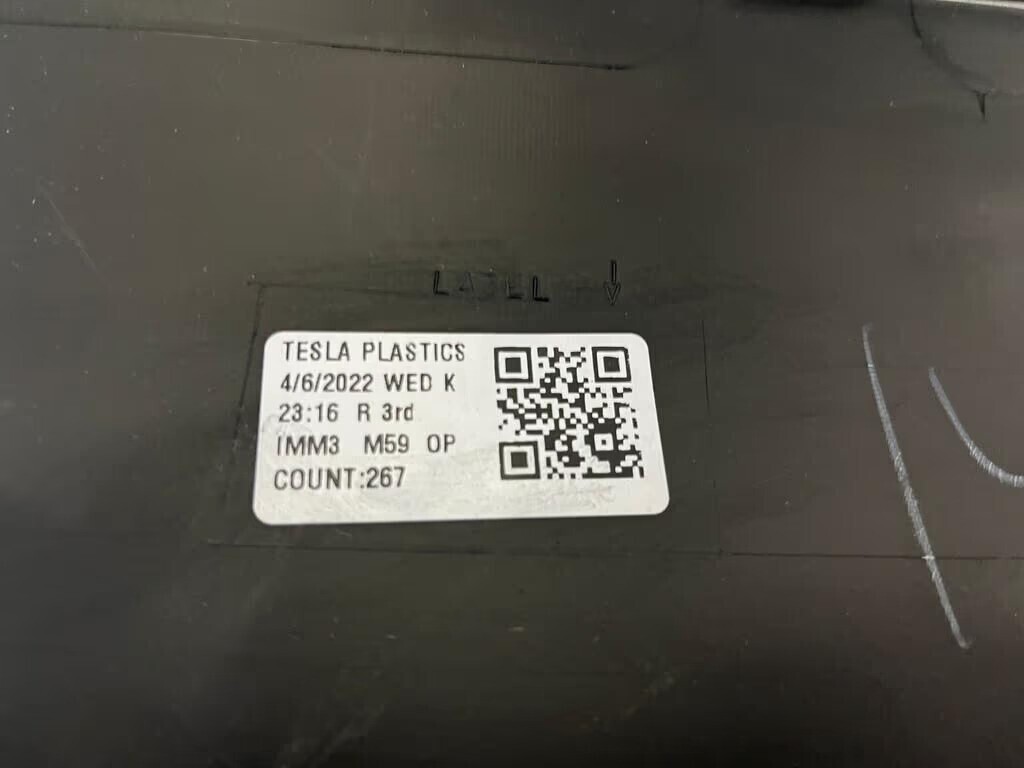 LABEL
TESLA PLASTICS
4/6/2022 WED K
23:16 R 3rd
IMM3 M59 OP
COUNT:267